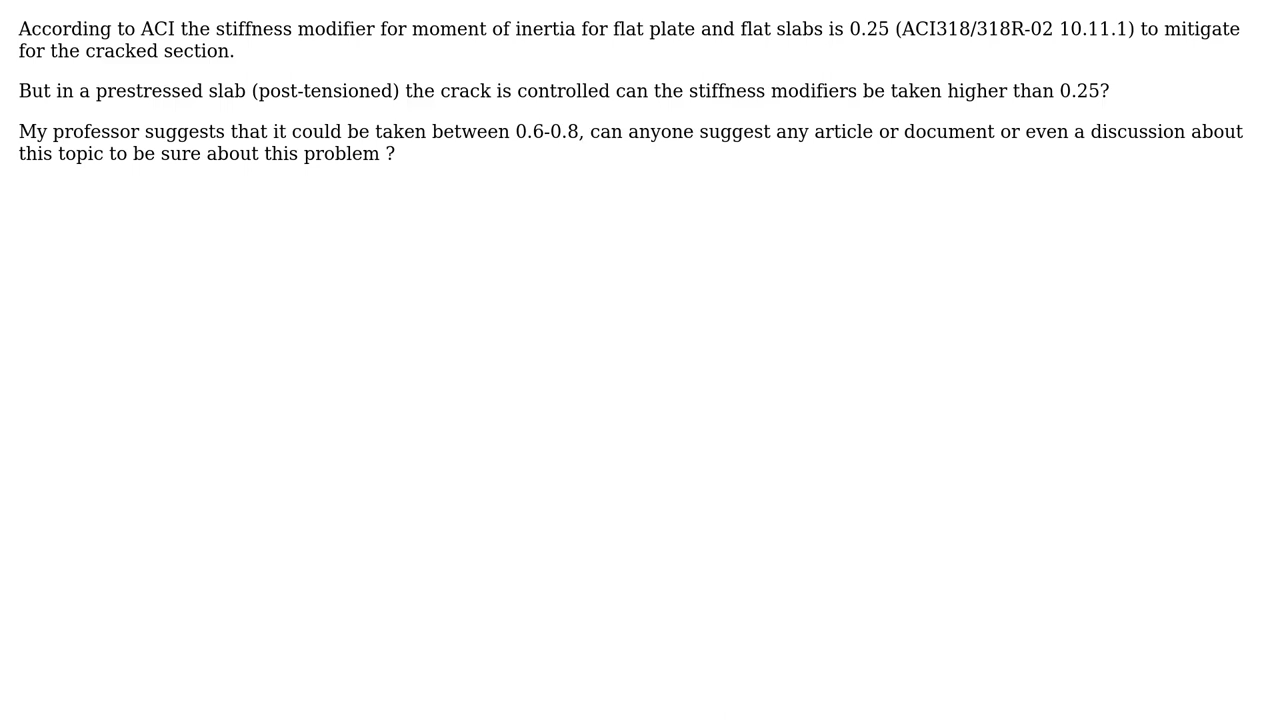 According to ACI the stiffness modifier for moment of inertia for flat plate and flat slabs is 0.25 (ACI318/318R-02 10.11.1) to mitigate
for the cracked section.
But in a prestressed slab (post-tensioned) the crack is controlled can the stiffness modifiers be taken higher than 0.25?
My professor suggests that it could be taken between 0.6-0.8, can anyone suggest any article or document or even a discussion about
this topic to be sure about this problem ?